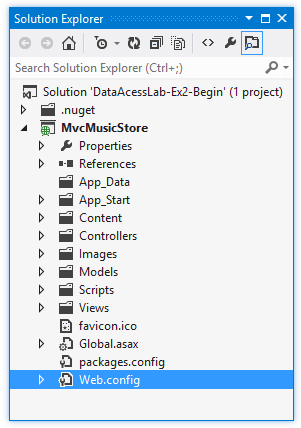 Solution Explorer
Search Solution Explorer (Ctrl+;)
Solution 'DataAcessLab-Ex2-Begin' (1 project)
.nuget
MvcMusicStore
Properties
References
App_Data
App_Start
Content
Controllers
Images
Models
Scripts
Views
favicon.ico
Global.asax
packages.config
Web.config